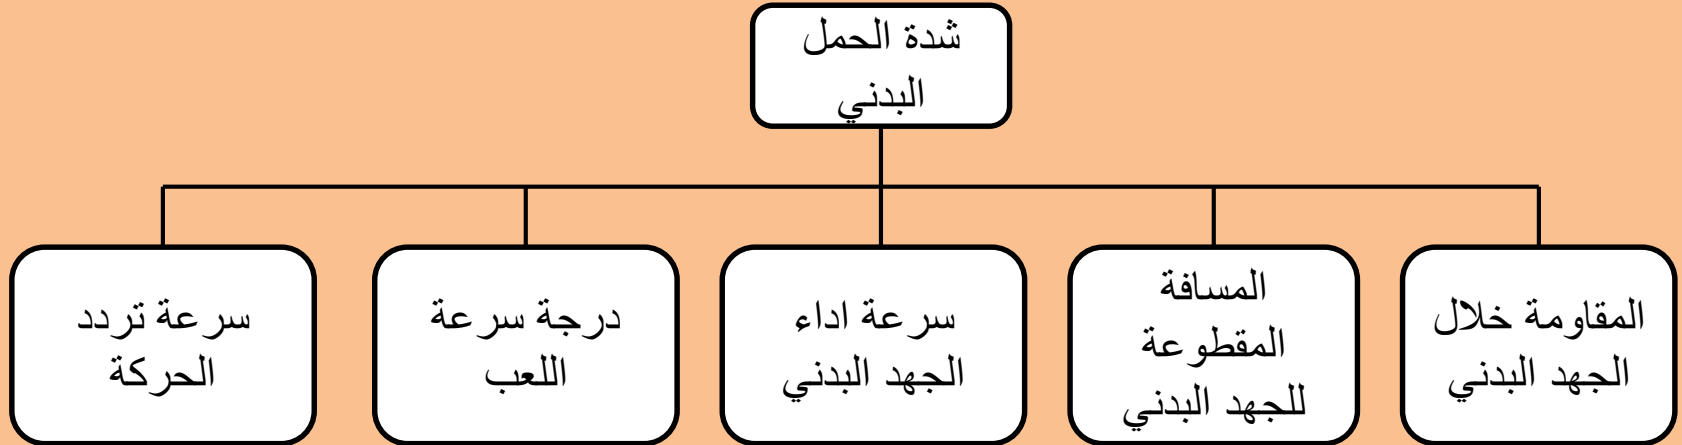 شدة الحمل
البدني
المقاومة خلال
الجهد البدني
المسافة
المقطوعة
للجهد البدني
سرعة اداء
الجهد البدني
درجة سرعة
اللعب
سرعة تردد
الحركة